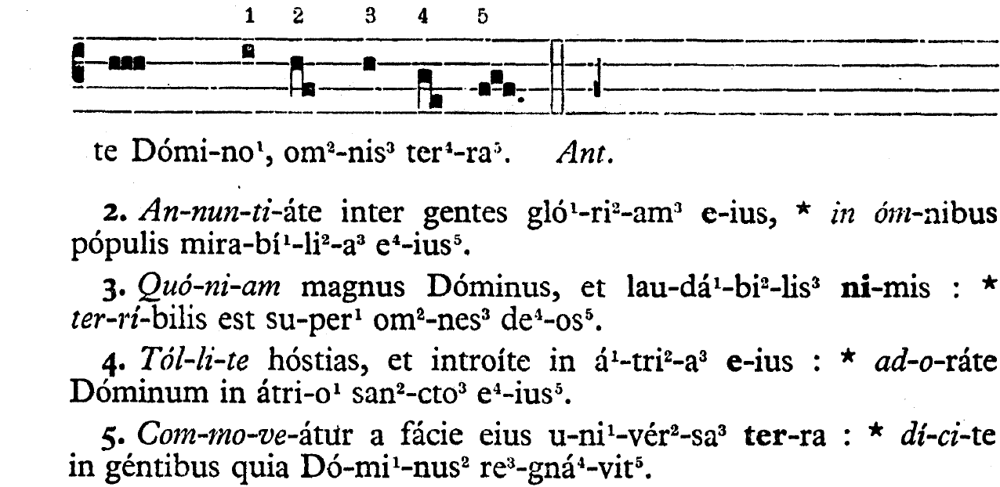 1 2 3 4 5
te Dómi-no¹, om²-nis³ ter⁴-ra⁵. Ant.
2. An-nun-ti-áte inter gentes gló¹-ri²-am³ e-ius, * in óm-nibus
pópulis mira-bí¹-li²-a³ e⁴-ius⁵.
3. Quó-ni-am magnus Dóminus, et lau-dá¹-bi²-lis³ ni-mis : *
ter-rí-bilis est su-per¹ om²-nes³ de⁴-os⁵.
4. Tól-li-te hóstias, et introíte in á¹-tri²-a³ e-ius : * ad-o-ráte
Dóminum in átri-o¹ san²-cto³ e⁴-ius⁵.
5. Com-mo-ve-átur a fácie eius u-ni¹-vér²-sa³ ter-ra : * dí-ci-te
in géntibus quia Dó-mi¹-nus² re³-gná⁴-vit⁵.